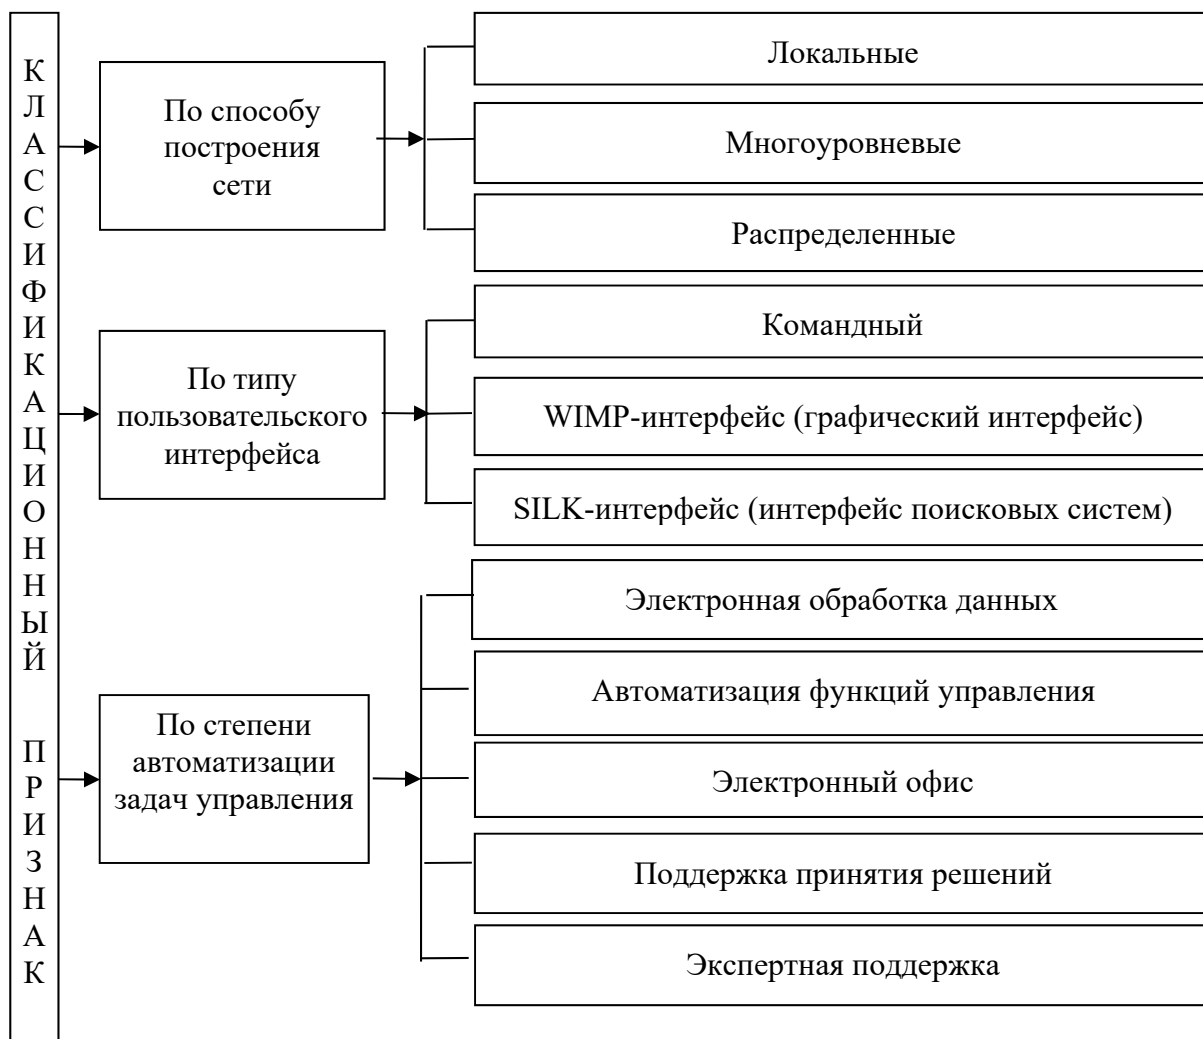 КЛАССИФИКАЦИОННЫЙ ПРИЗНАК
По способу
построения
сети
Локальные
Многоуровневые
Распределенные
По типу
пользовательского
интерфейса
Командный
WIMP-интерфейс (графический интерфейс)
SILK-интерфейс (интерфейс поисковых систем)
По степени
автоматизации
задач управления
Электронная обработка данных
Автоматизация функций управления
Электронный офис
Поддержка принятия решений
Экспертная поддержка